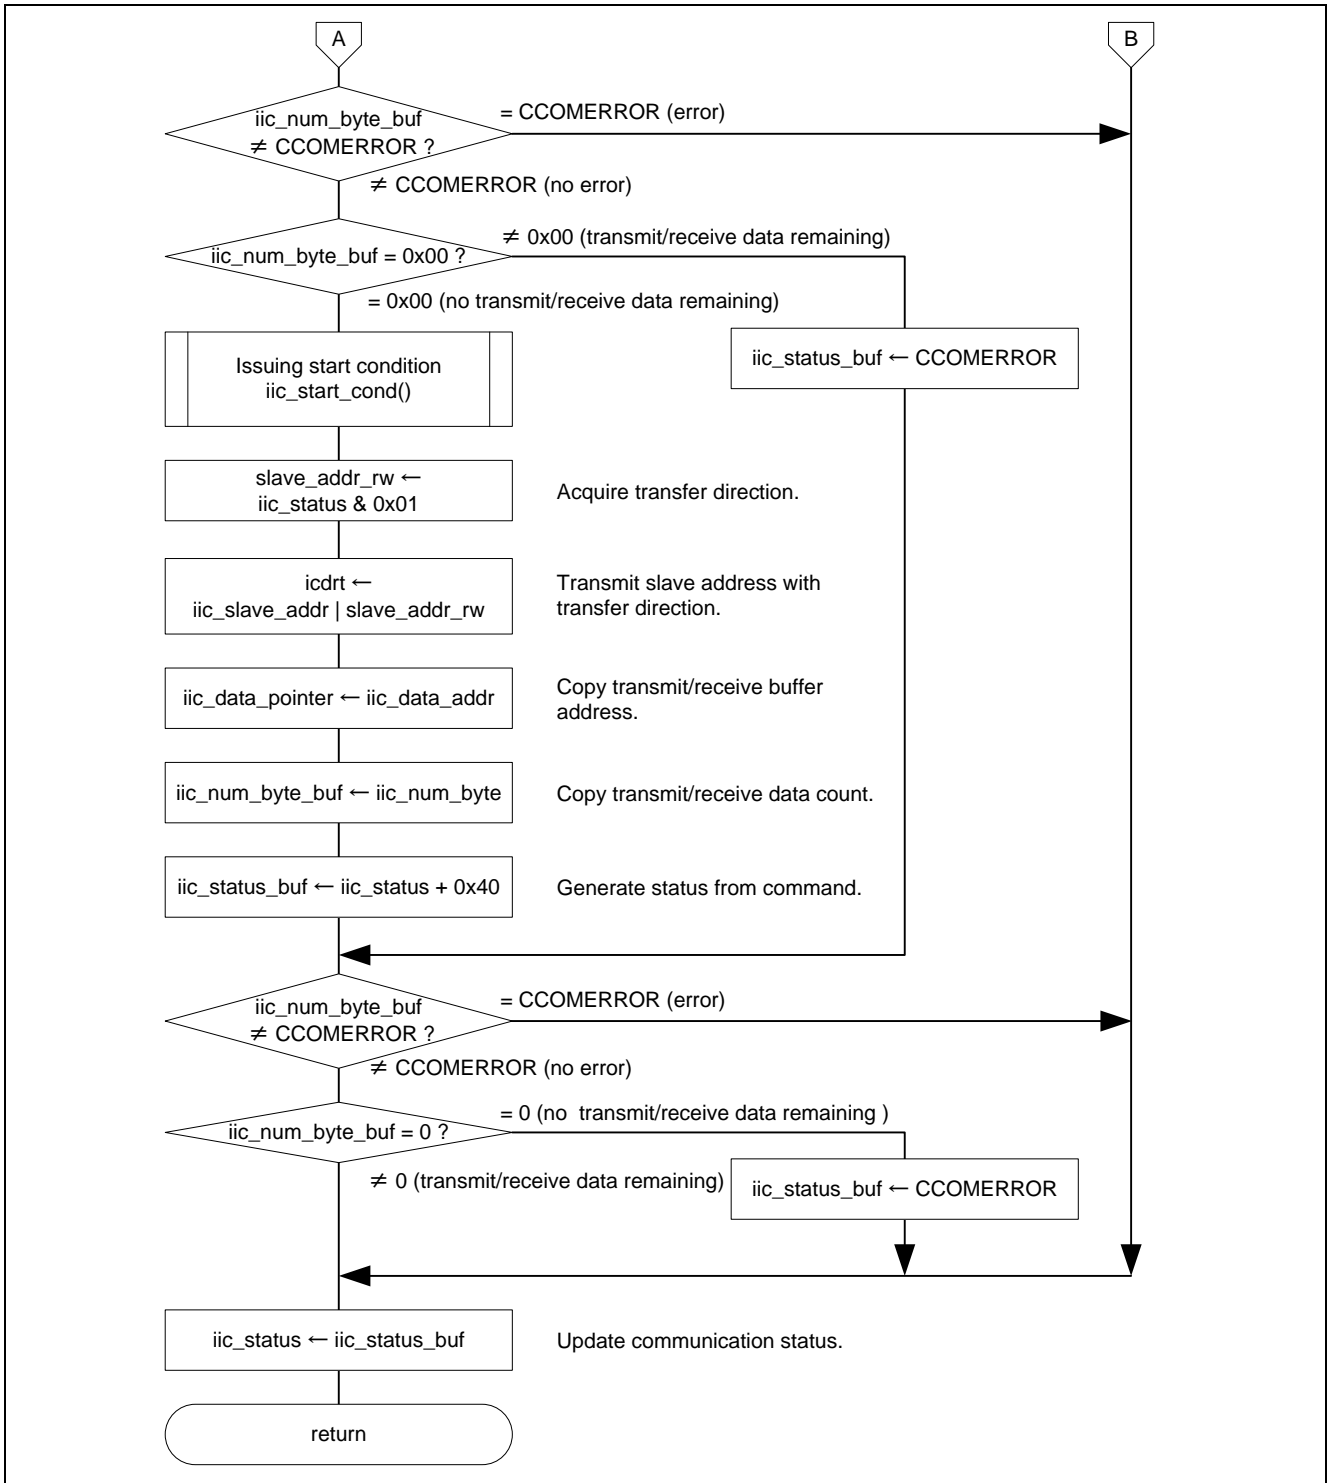 A
B
iic_num_byte_buf
≠ CCOMERROR ?
= CCOMERROR (error)
≠ CCOMERROR (no error)
iic_num_byte_buf = 0x00 ?
≠ 0x00 (transmit/receive data remaining)
= 0x00 (no transmit/receive data remaining)
Issuing start condition
iic_start_cond()
iic_status_buf ← CCOMERROR
slave_addr_rw ←
iic_status & 0x01
Acquire transfer direction.
icdrt ←
iic_slave_addr | slave_addr_rw
Transmit slave address with
transfer direction.
iic_data_pointer ← iic_data_addr
Copy transmit/receive buffer
address.
iic_num_byte_buf ← iic_num_byte
Copy transmit/receive data count.
iic_status_buf ← iic_status + 0x40
Generate status from command.
iic_num_byte_buf
≠ CCOMERROR ?
= CCOMERROR (error)
≠ CCOMERROR (no error)
iic_num_byte_buf = 0 ?
= 0 (no  transmit/receive data remaining )
≠ 0 (transmit/receive data remaining)
iic_status_buf ← CCOMERROR
iic_status ← iic_status_buf
Update communication status.
return